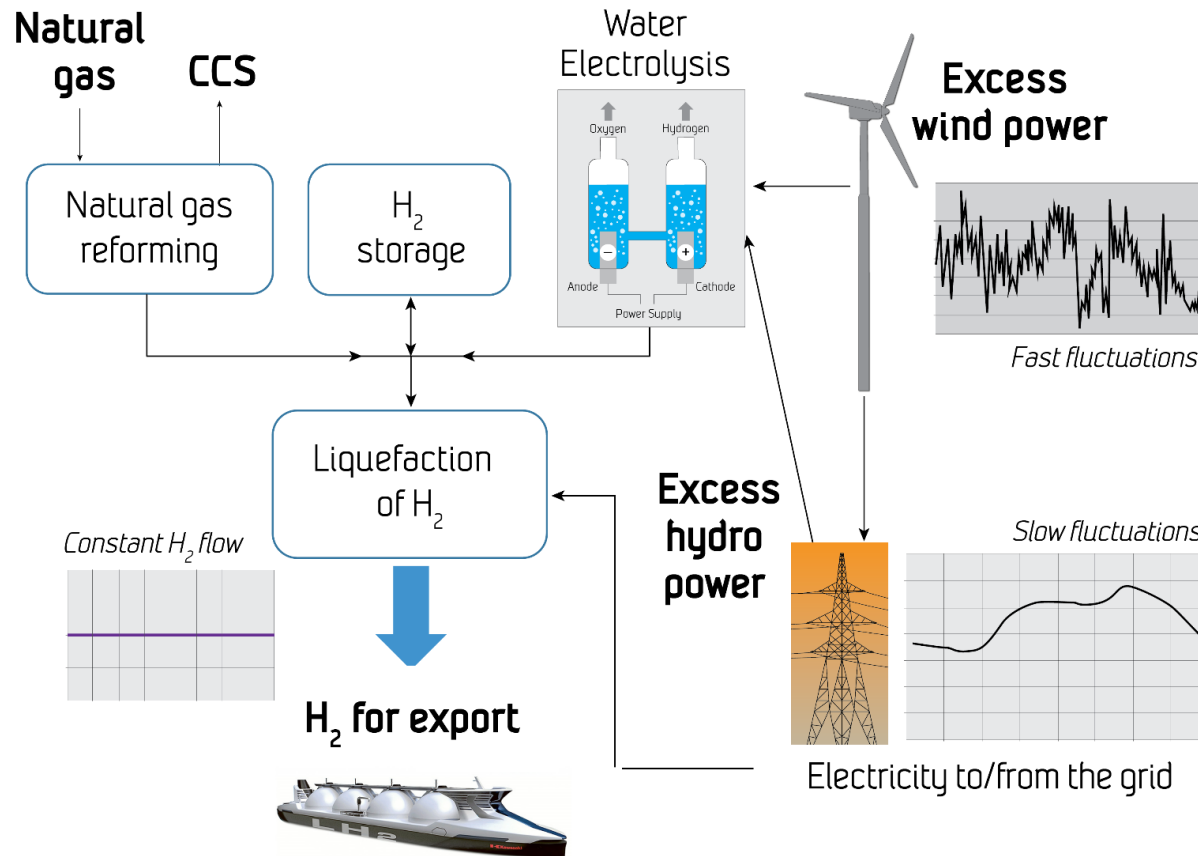 Natural
gas
CCS
Water
Electrolysis
Oxygen
Hydrogen
−
+
Anode
Cathode
Power Supply
Excess
wind power
Natural gas
reforming
H₂
storage
Fast fluctuations
Liquefaction
of H₂
Excess
hydro
power
Constant H₂ flow
Slow fluctuations
H₂ for export
Electricity to/from the grid
LH2